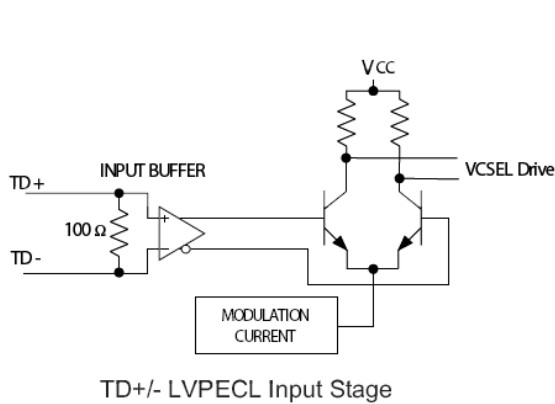 VCC
INPUT BUFFER
VCSEL Drive
TD+
100 Ω
+
−
TD-
MODULATION
CURRENT
TD+/- LVPECL Input Stage